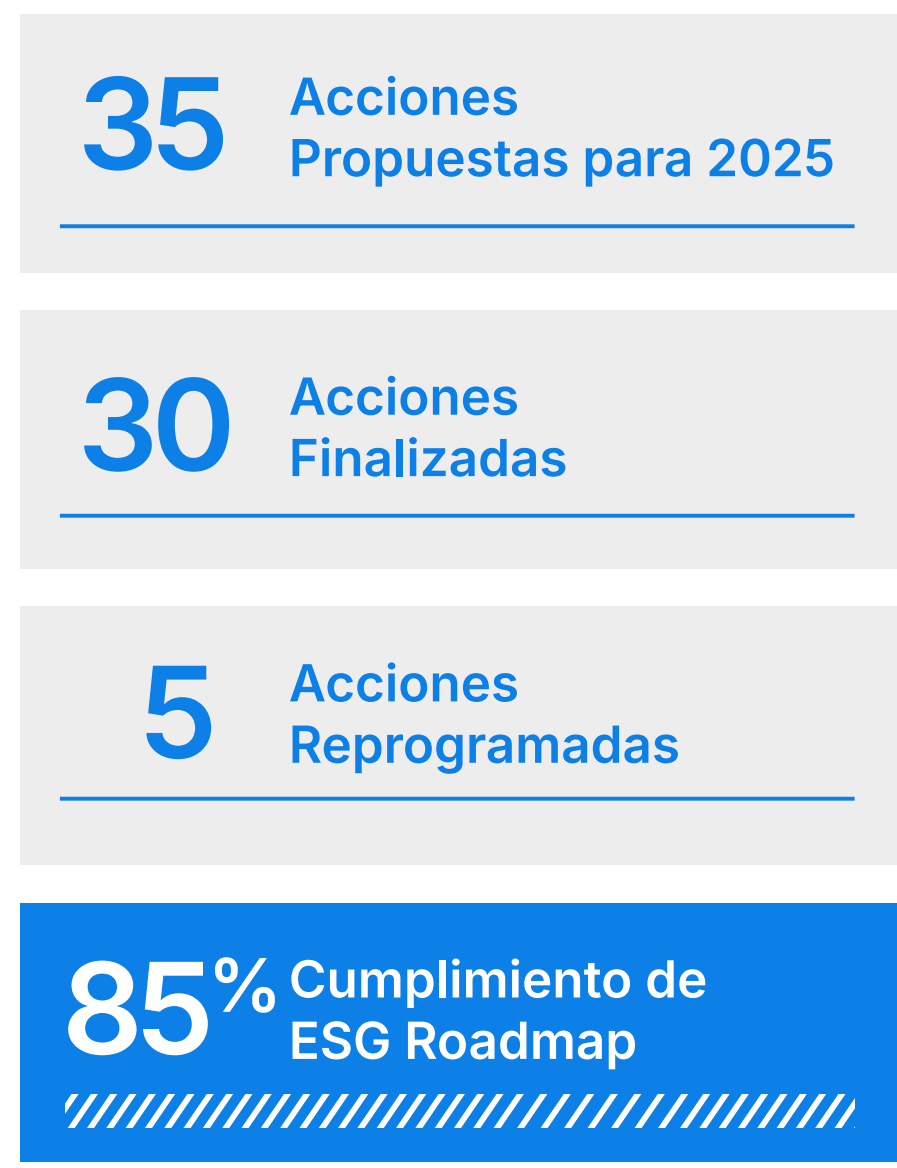 35
Acciones
Propuestas para 2025
30
Acciones
Finalizadas
5
Acciones
Reprogramadas
85%
Cumplimiento de
ESG Roadmap